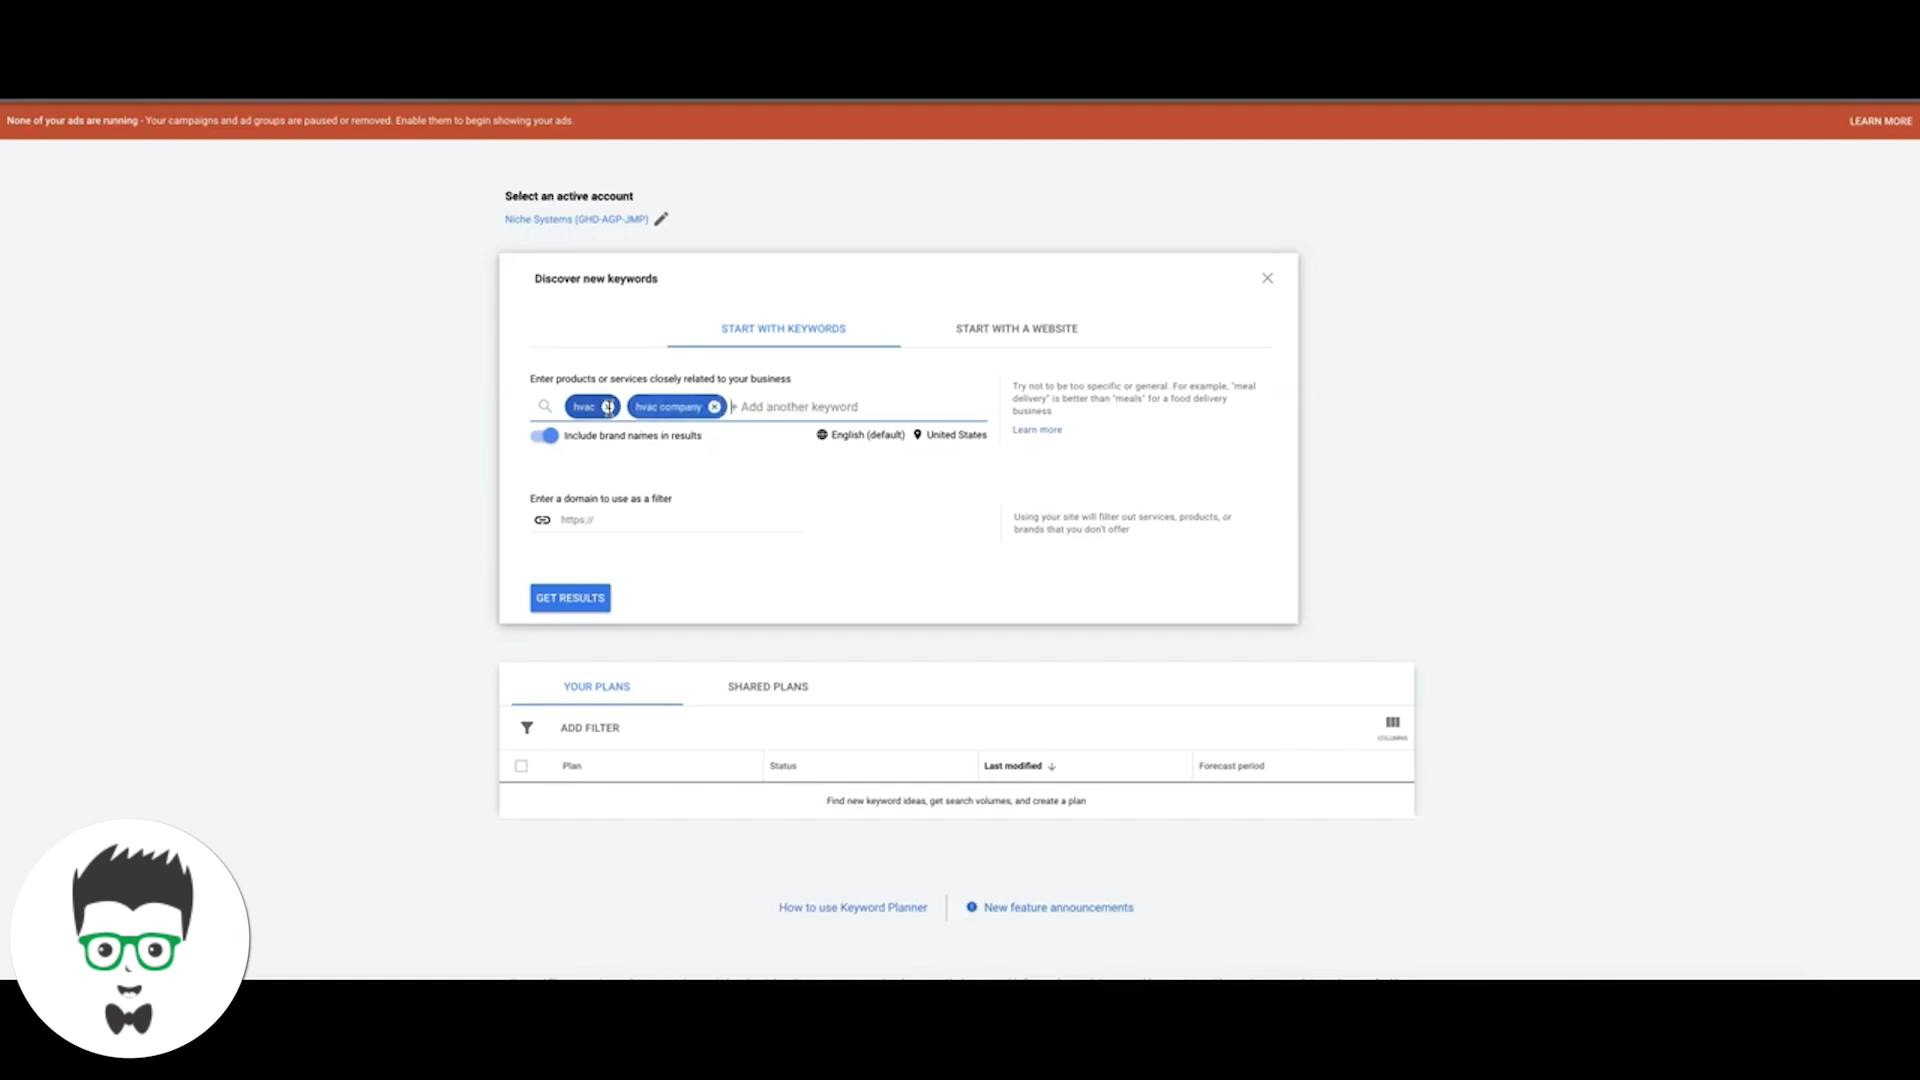 None of your ads are running - Your campaigns and ad groups are paused or removed. Enable them to begin showing your ads.
LEARN MORE
Select an active account
Niche Systems (GHD-AGP-JMP)
Discover new keywords
START WITH KEYWORDS
START WITH A WEBSITE
Enter products or services closely related to your business
hvac
hvac company
+ Add another keyword
Include brand names in results
English (default)
United States
Try not to be too specific or general. For example, "meal
delivery" is better than "meals" for a food delivery
business
Learn more
Enter a domain to use as a filter
https://
Using your site will filter out services, products, or
brands that you don't offer
GET RESULTS
YOUR PLANS
SHARED PLANS
ADD FILTER
COLUMNS
Plan
Status
Last modified
Forecast period
Find new keyword ideas, get search volumes, and create a plan
How to use Keyword Planner
New feature announcements